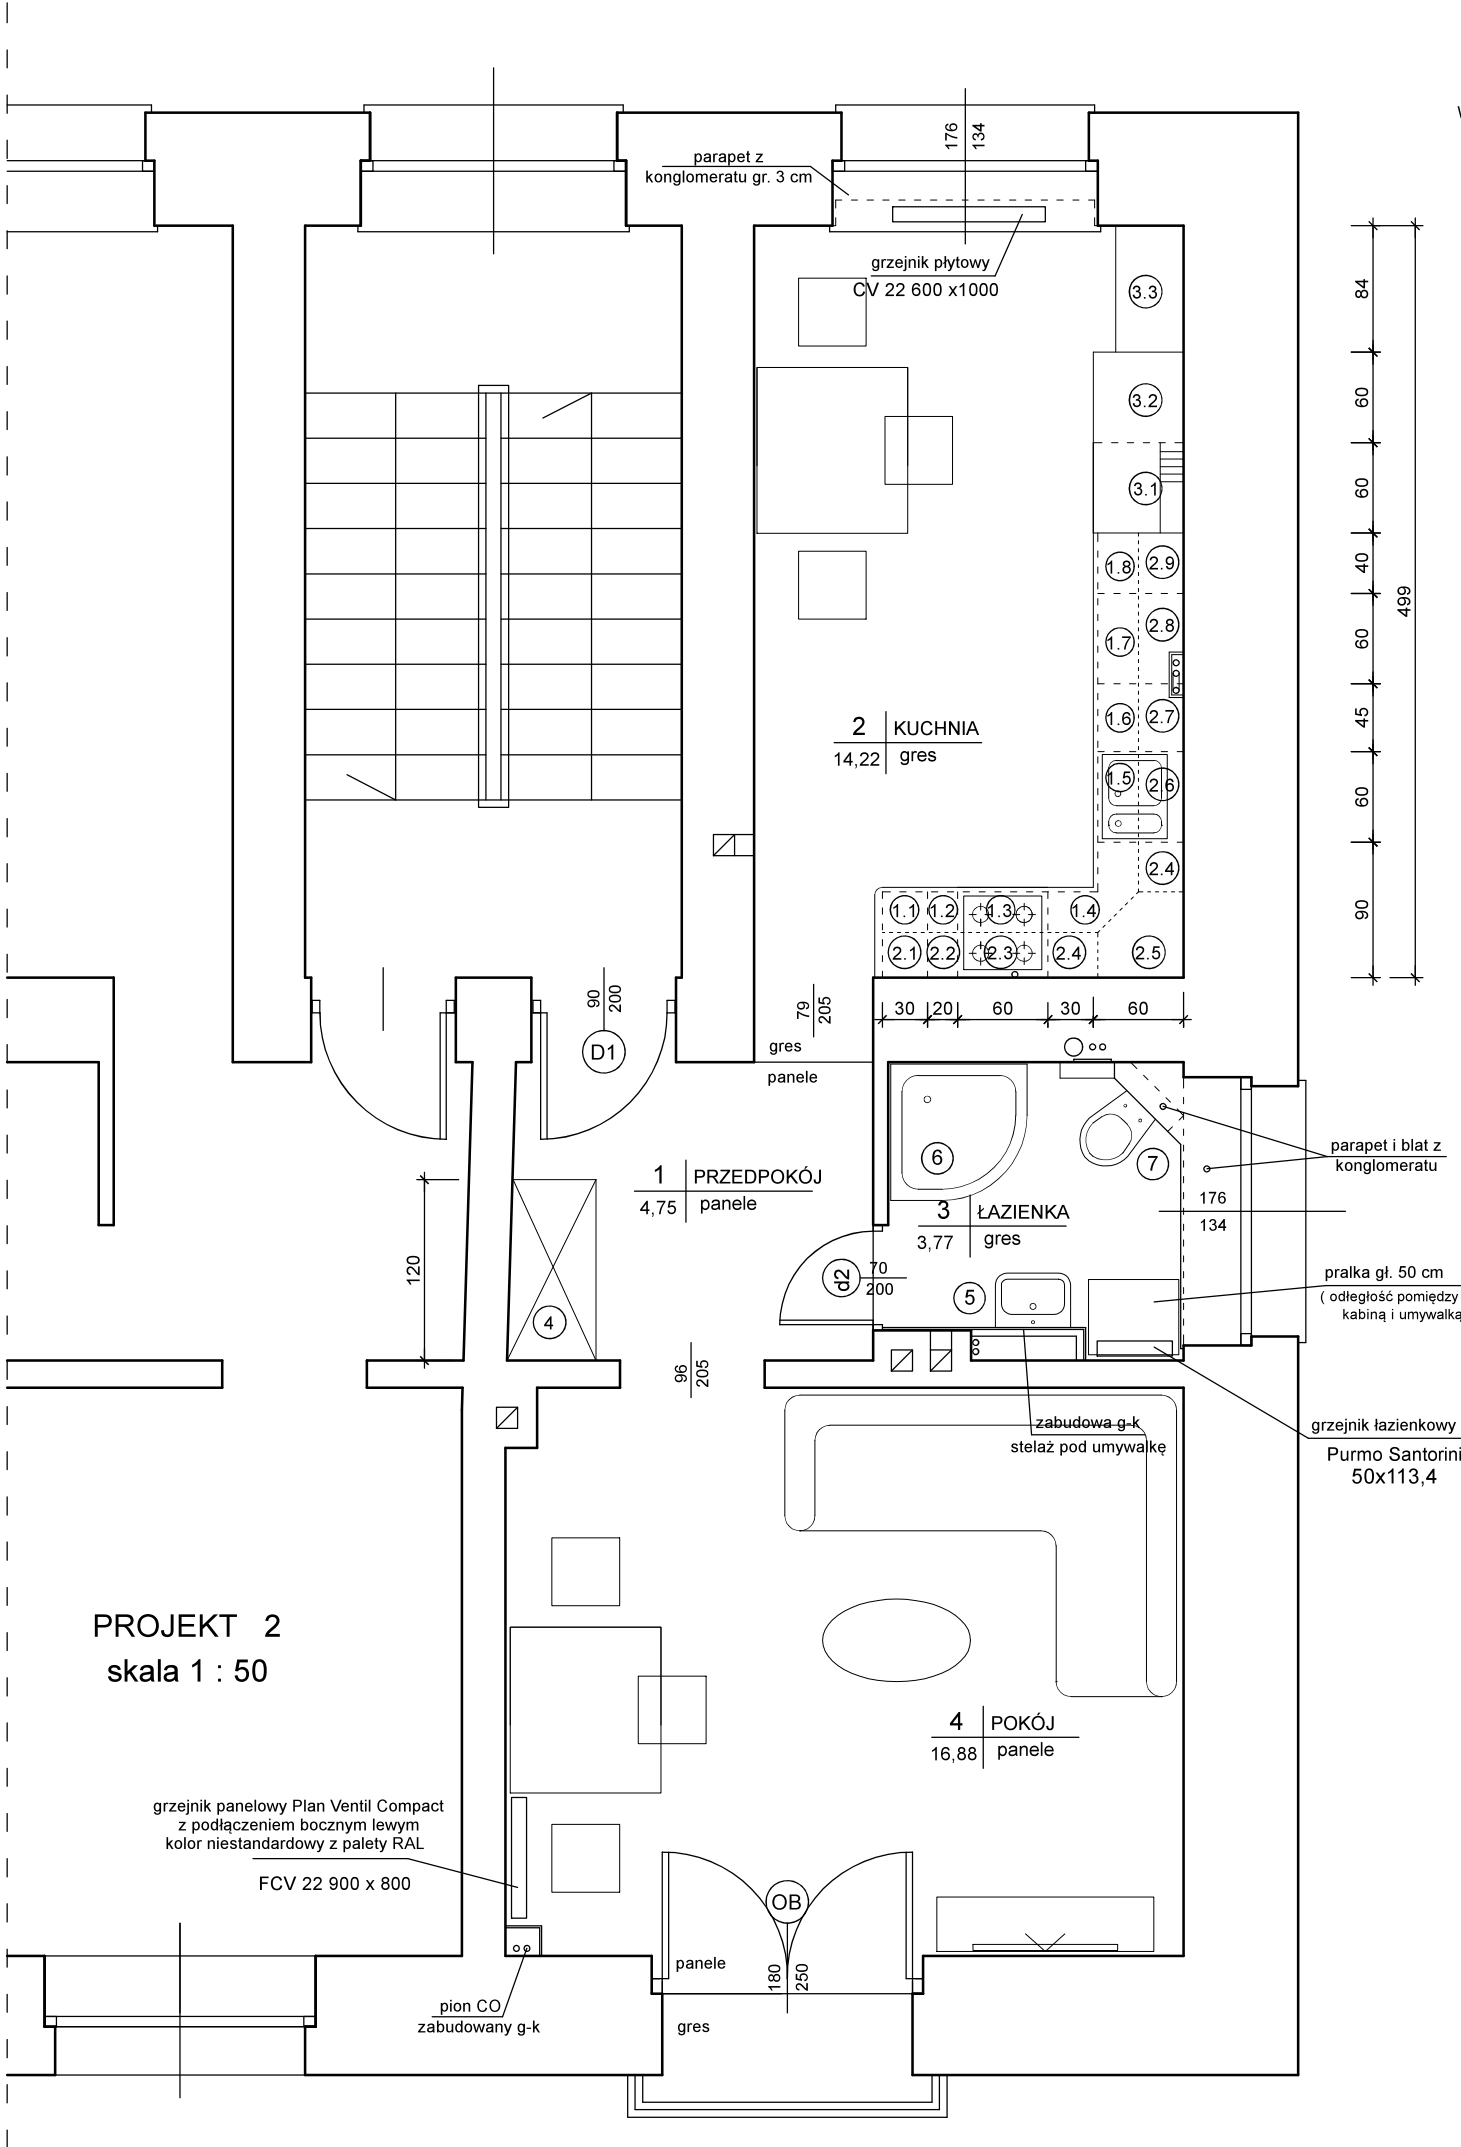 176
134
parapet z
konglomeratu gr. 3 cm
grzejnik płytowy
CV 22 600 x1000
3.3
3.2
3.1
1.8
2.9
1.7
2.8
1.6
2.7
1.5
2.6
2.4
1.1
1.2
1.3
1.4
2.1
2.2
2.3
2.4
2.5
84
60
60
40
60
45
60
90
499
2 KUCHNIA
14,22 gres
30
20
60
30
60
90
200
D1
79
205
gres
panele
1 PRZEDPOKÓJ
4,75 panele
120
4
6
7
3 ŁAZIENKA
3,77 gres
d2
70
200
5
parapet i blat z
konglomeratu
176
134
pralka gł. 50 cm
( odległość pomiędzy
kabiną i umywalką
96
205
zabudowa g-k
stelaż pod umywalkę
grzejnik łazienkowy
Purmo Santorini
50x113,4
PROJEKT 2
skala 1 : 50
4 POKÓJ
16,88 panele
grzejnik panelowy Plan Ventil Compact
z podłączeniem bocznym lewym
kolor niestandardowy z palety RAL
FCV 22 900 x 800
OB
180
250
panele
gres
pion CO
zabudowany g-k